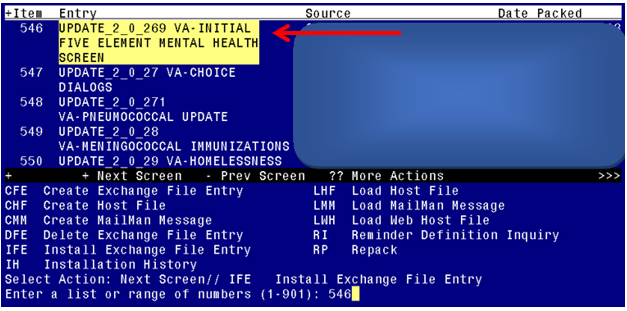 +Item  Entry  Source  Date Packed
546  UPDATE_2_0_269 VA-INITIAL
FIVE ELEMENT MENTAL HEALTH
SCREEN
547  UPDATE_2_0_27 VA-CHOICE
DIALOGS
548  UPDATE_2_0_271
VA-PNEUMOCOCCAL UPDATE
549  UPDATE_2_0_28
VA-MENINGOCOCCAL IMMUNIZATIONS
550  UPDATE_2_0_29 VA-HOMELESSNESS
+  + Next Screen  - Prev Screen  ?? More Actions  >>>
CFE  Create Exchange File Entry  LHF  Load Host File
CHF  Create Host File  LMM  Load MailMan Message
CMM  Create MailMan Message  LWH  Load Web Host File
DFE  Delete Exchange File Entry  RI  Reminder Definition Inquiry
IFE  Install Exchange File Entry  RP  Repack
IH  Installation History
Select Action: Next Screen// IFE  Install Exchange File Entry
Enter a list or range of numbers (1-901): 546